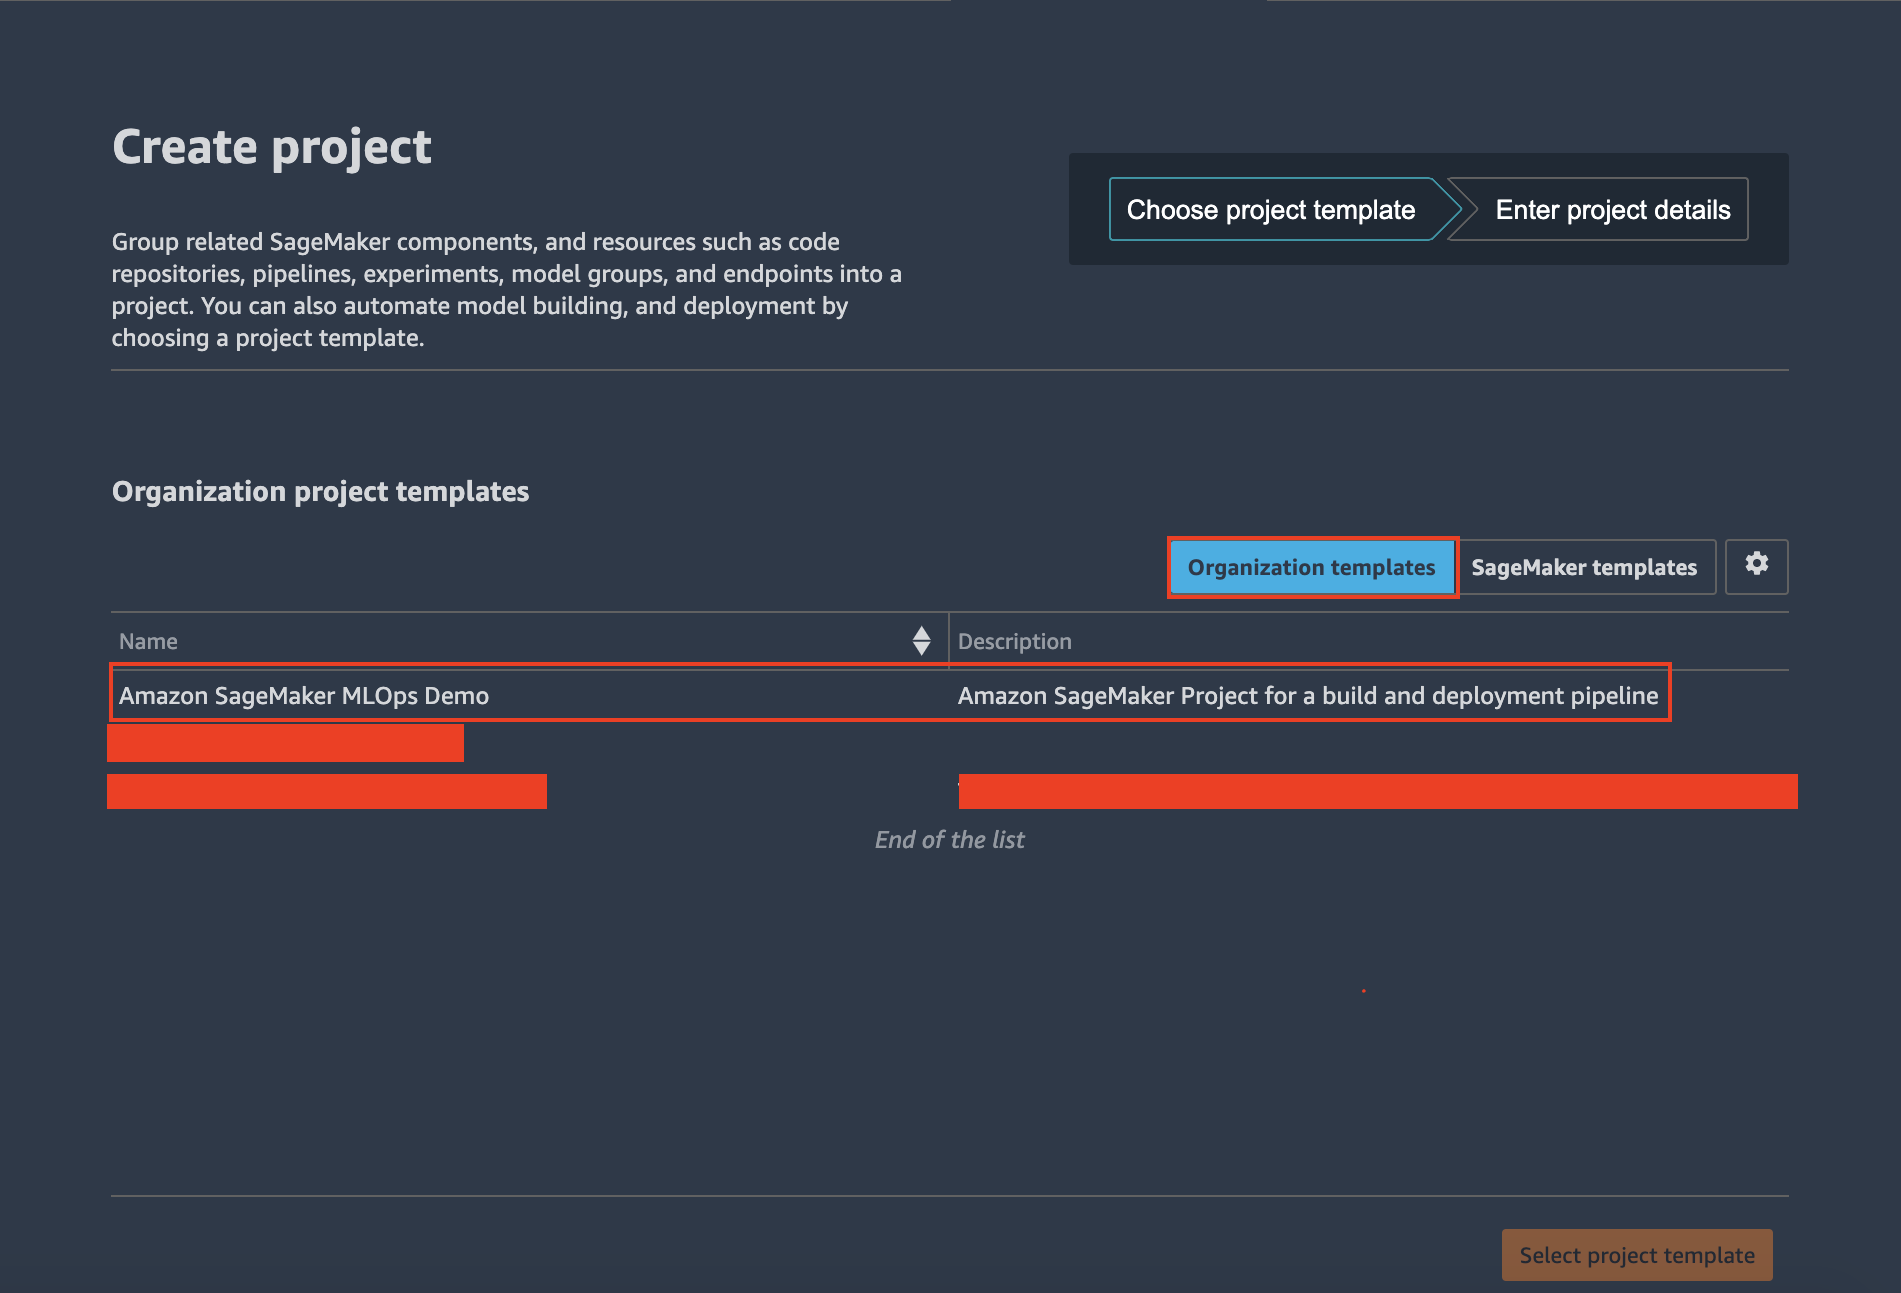 Create project
Choose project template
Enter project details
Group related SageMaker components, and resources such as code
repositories, pipelines, experiments, model groups, and endpoints into a
project. You can also automate model building, and deployment by
choosing a project template.
Organization project templates
Organization templates
SageMaker templates
Name
Description
Amazon SageMaker MLOps Demo
Amazon SageMaker Project for a build and deployment pipeline
End of the list
Select project template